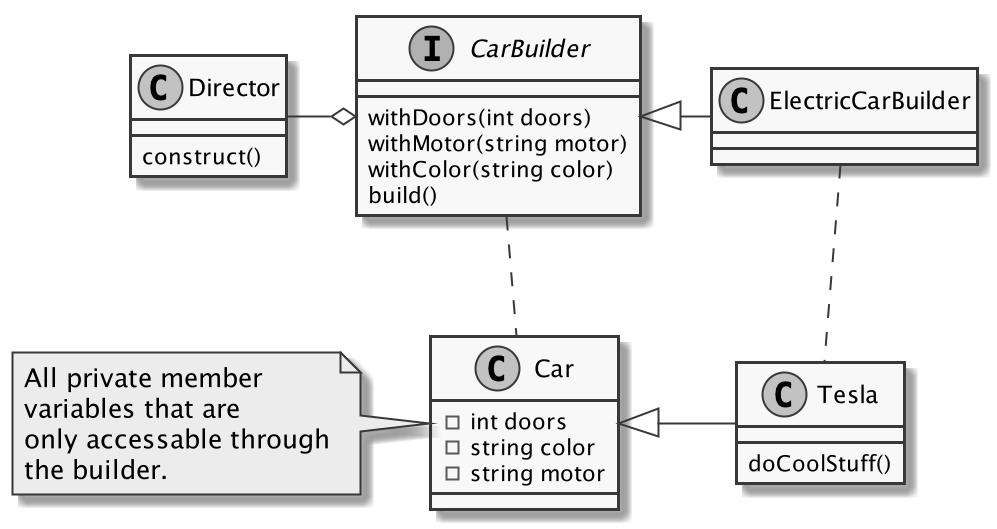 C Director
construct()
I CarBuilder
withDoors(int doors)
withMotor(string motor)
withColor(string color)
build()
C ElectricCarBuilder
All private member
variables that are
only accessable through
the builder.
C Car
int doors
string color
string motor
C Tesla
doCoolStuff()